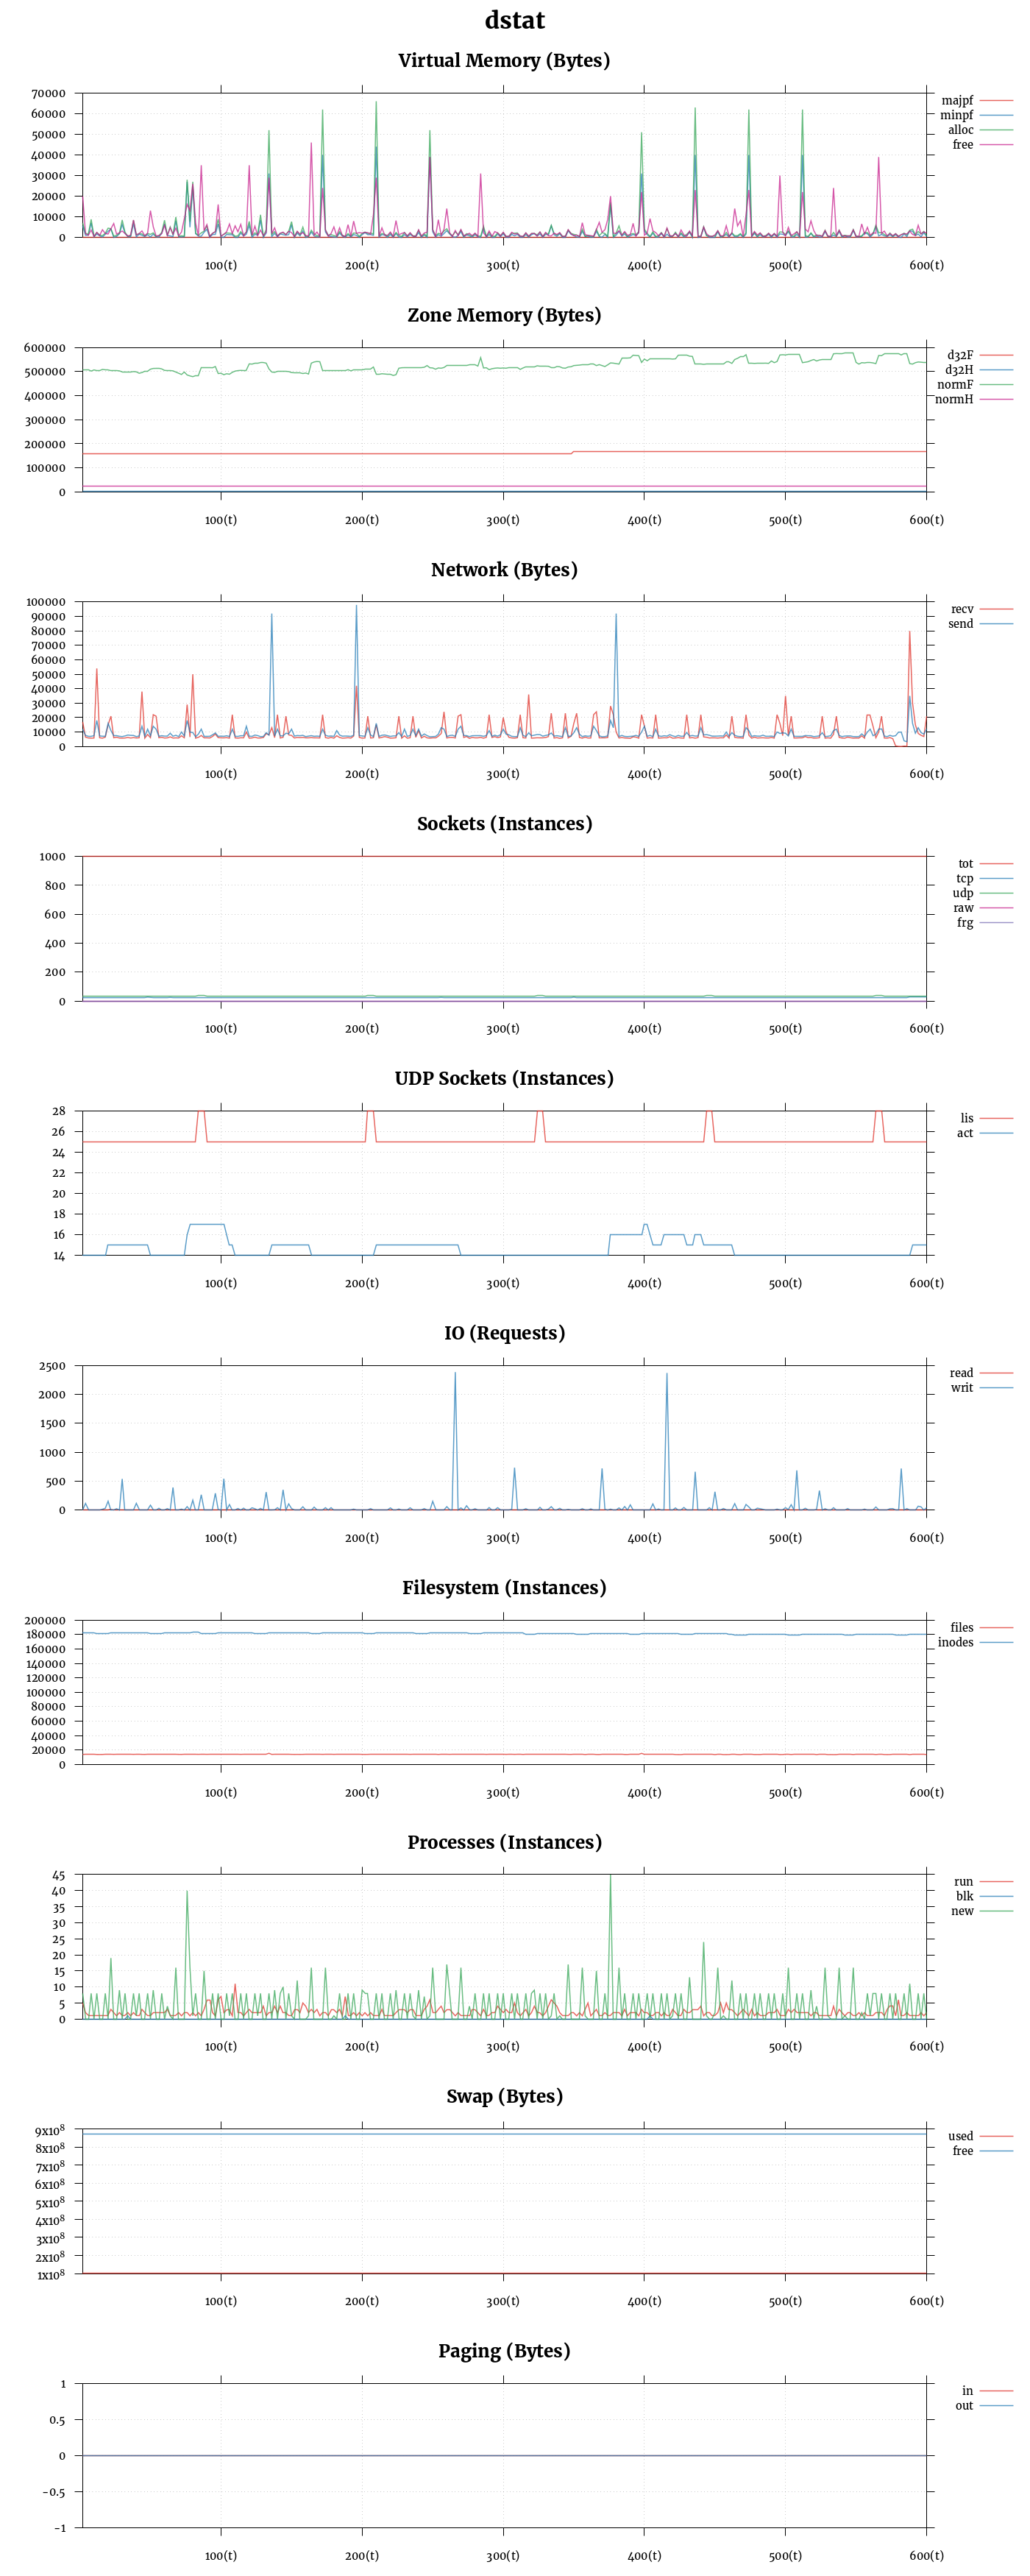 dstat
Virtual Memory (Bytes)
70000
60000
50000
40000
30000
20000
10000
0
majpf
minpf
alloc
free
100(t) 200(t) 300(t) 400(t) 500(t) 600(t)
Zone Memory (Bytes)
600000
500000
400000
300000
200000
100000
0
d32F
d32H
normF
normH
100(t) 200(t) 300(t) 400(t) 500(t) 600(t)
Network (Bytes)
100000
90000
80000
70000
60000
50000
40000
30000
20000
10000
0
recv
send
100(t) 200(t) 300(t) 400(t) 500(t) 600(t)
Sockets (Instances)
1000
800
600
400
200
0
tot
tcp
udp
raw
frg
100(t) 200(t) 300(t) 400(t) 500(t) 600(t)
UDP Sockets (Instances)
28
26
24
22
20
18
16
14
lis
act
100(t) 200(t) 300(t) 400(t) 500(t) 600(t)
IO (Requests)
2500
2000
1500
1000
500
0
read
writ
100(t) 200(t) 300(t) 400(t) 500(t) 600(t)
Filesystem (Instances)
200000
180000
160000
140000
120000
100000
80000
60000
40000
20000
0
files
inodes
100(t) 200(t) 300(t) 400(t) 500(t) 600(t)
Processes (Instances)
45
40
35
30
25
20
15
10
5
0
run
blk
new
100(t) 200(t) 300(t) 400(t) 500(t) 600(t)
Swap (Bytes)
9x10⁸
8x10⁸
7x10⁸
6x10⁸
5x10⁸
4x10⁸
3x10⁸
2x10⁸
1x10⁸
used
free
100(t) 200(t) 300(t) 400(t) 500(t) 600(t)
Paging (Bytes)
1
0.5
0
-0.5
-1
in
out
100(t) 200(t) 300(t) 400(t) 500(t) 600(t)